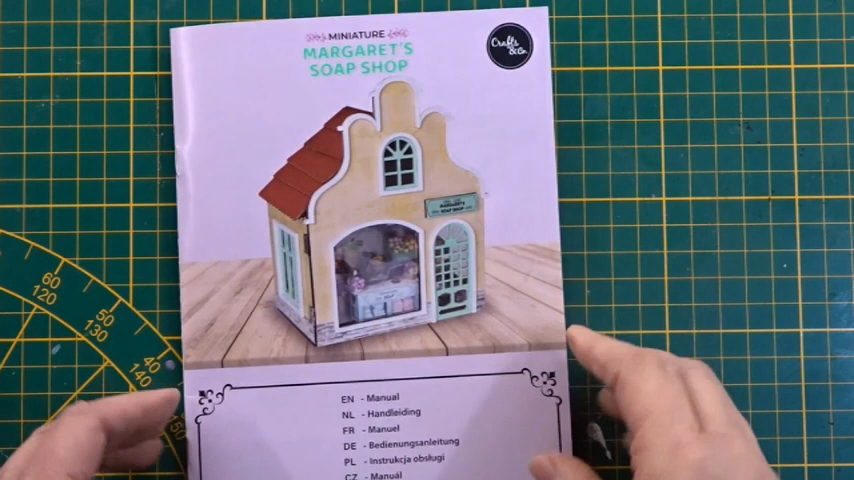 MINIATURE
MARGARET'S
SOAP SHOP
Crafts
&Co.
MARGARET'S
SOAP SHOP
EN - Manual
NL - Handleiding
FR - Manuel
DE - Bedienungsanleitung
PL - Instrukcja obsługi
CZ - Manuál
60
120
50
130
40
140
150